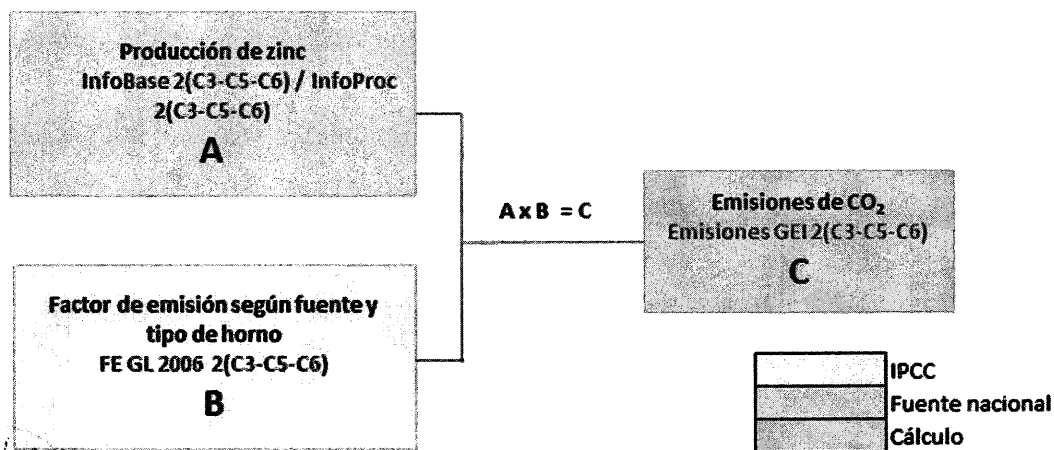 Producción de zinc
InfoBase 2(C3-C5-C6) / InfoProc
2(C3-C5-C6)
A
A x B = C
Emisiones de CO₂
Emisiones GEI 2(C3-C5-C6)
C
Factor de emisión según fuente y
tipo de horno
FE GL 2006 2(C3-C5-C6)
B
IPCC
Fuente nacional
Cálculo